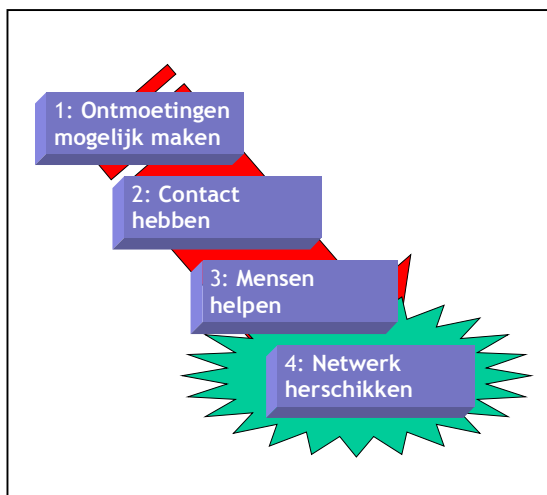 1: Ontmoetingen
mogelijk maken
2: Contact
hebben
3: Mensen
helpen
4: Netwerk
herschikken